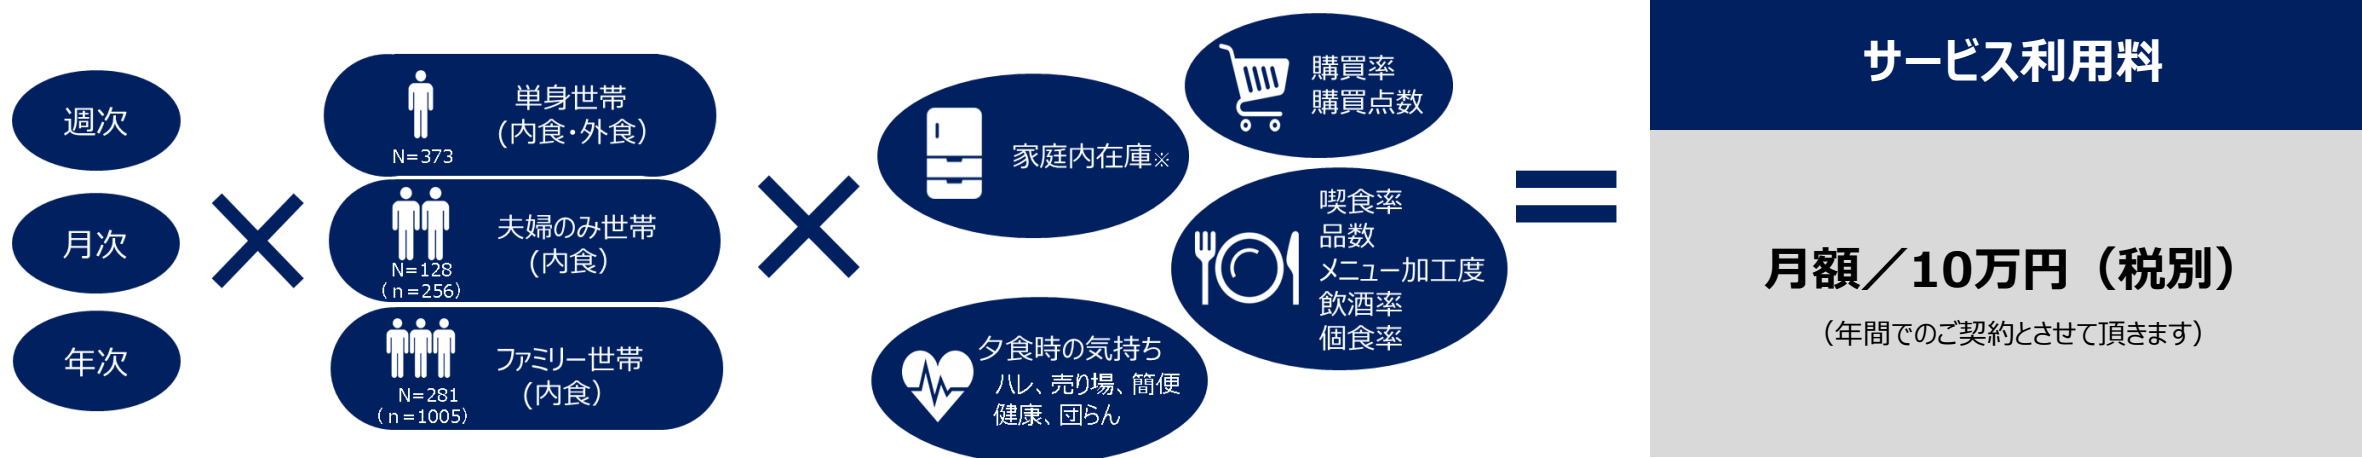 週次
月次
年次
単身世帯
(内食・外食)
N=373
夫婦のみ世帯
(内食)
N=128
(n=256)
ファミリー世帯
(内食)
N=281
(n=1005)
家庭内在庫※
購買率
購買点数
喫食率
品数
メニュー加工度
飲酒率
個食率
夕食時の気持ち
ハレ、売り場、簡便
健康、団らん
サービス利用料
月額／10万円（税別）
（年間でのご契約とさせて頂きます）